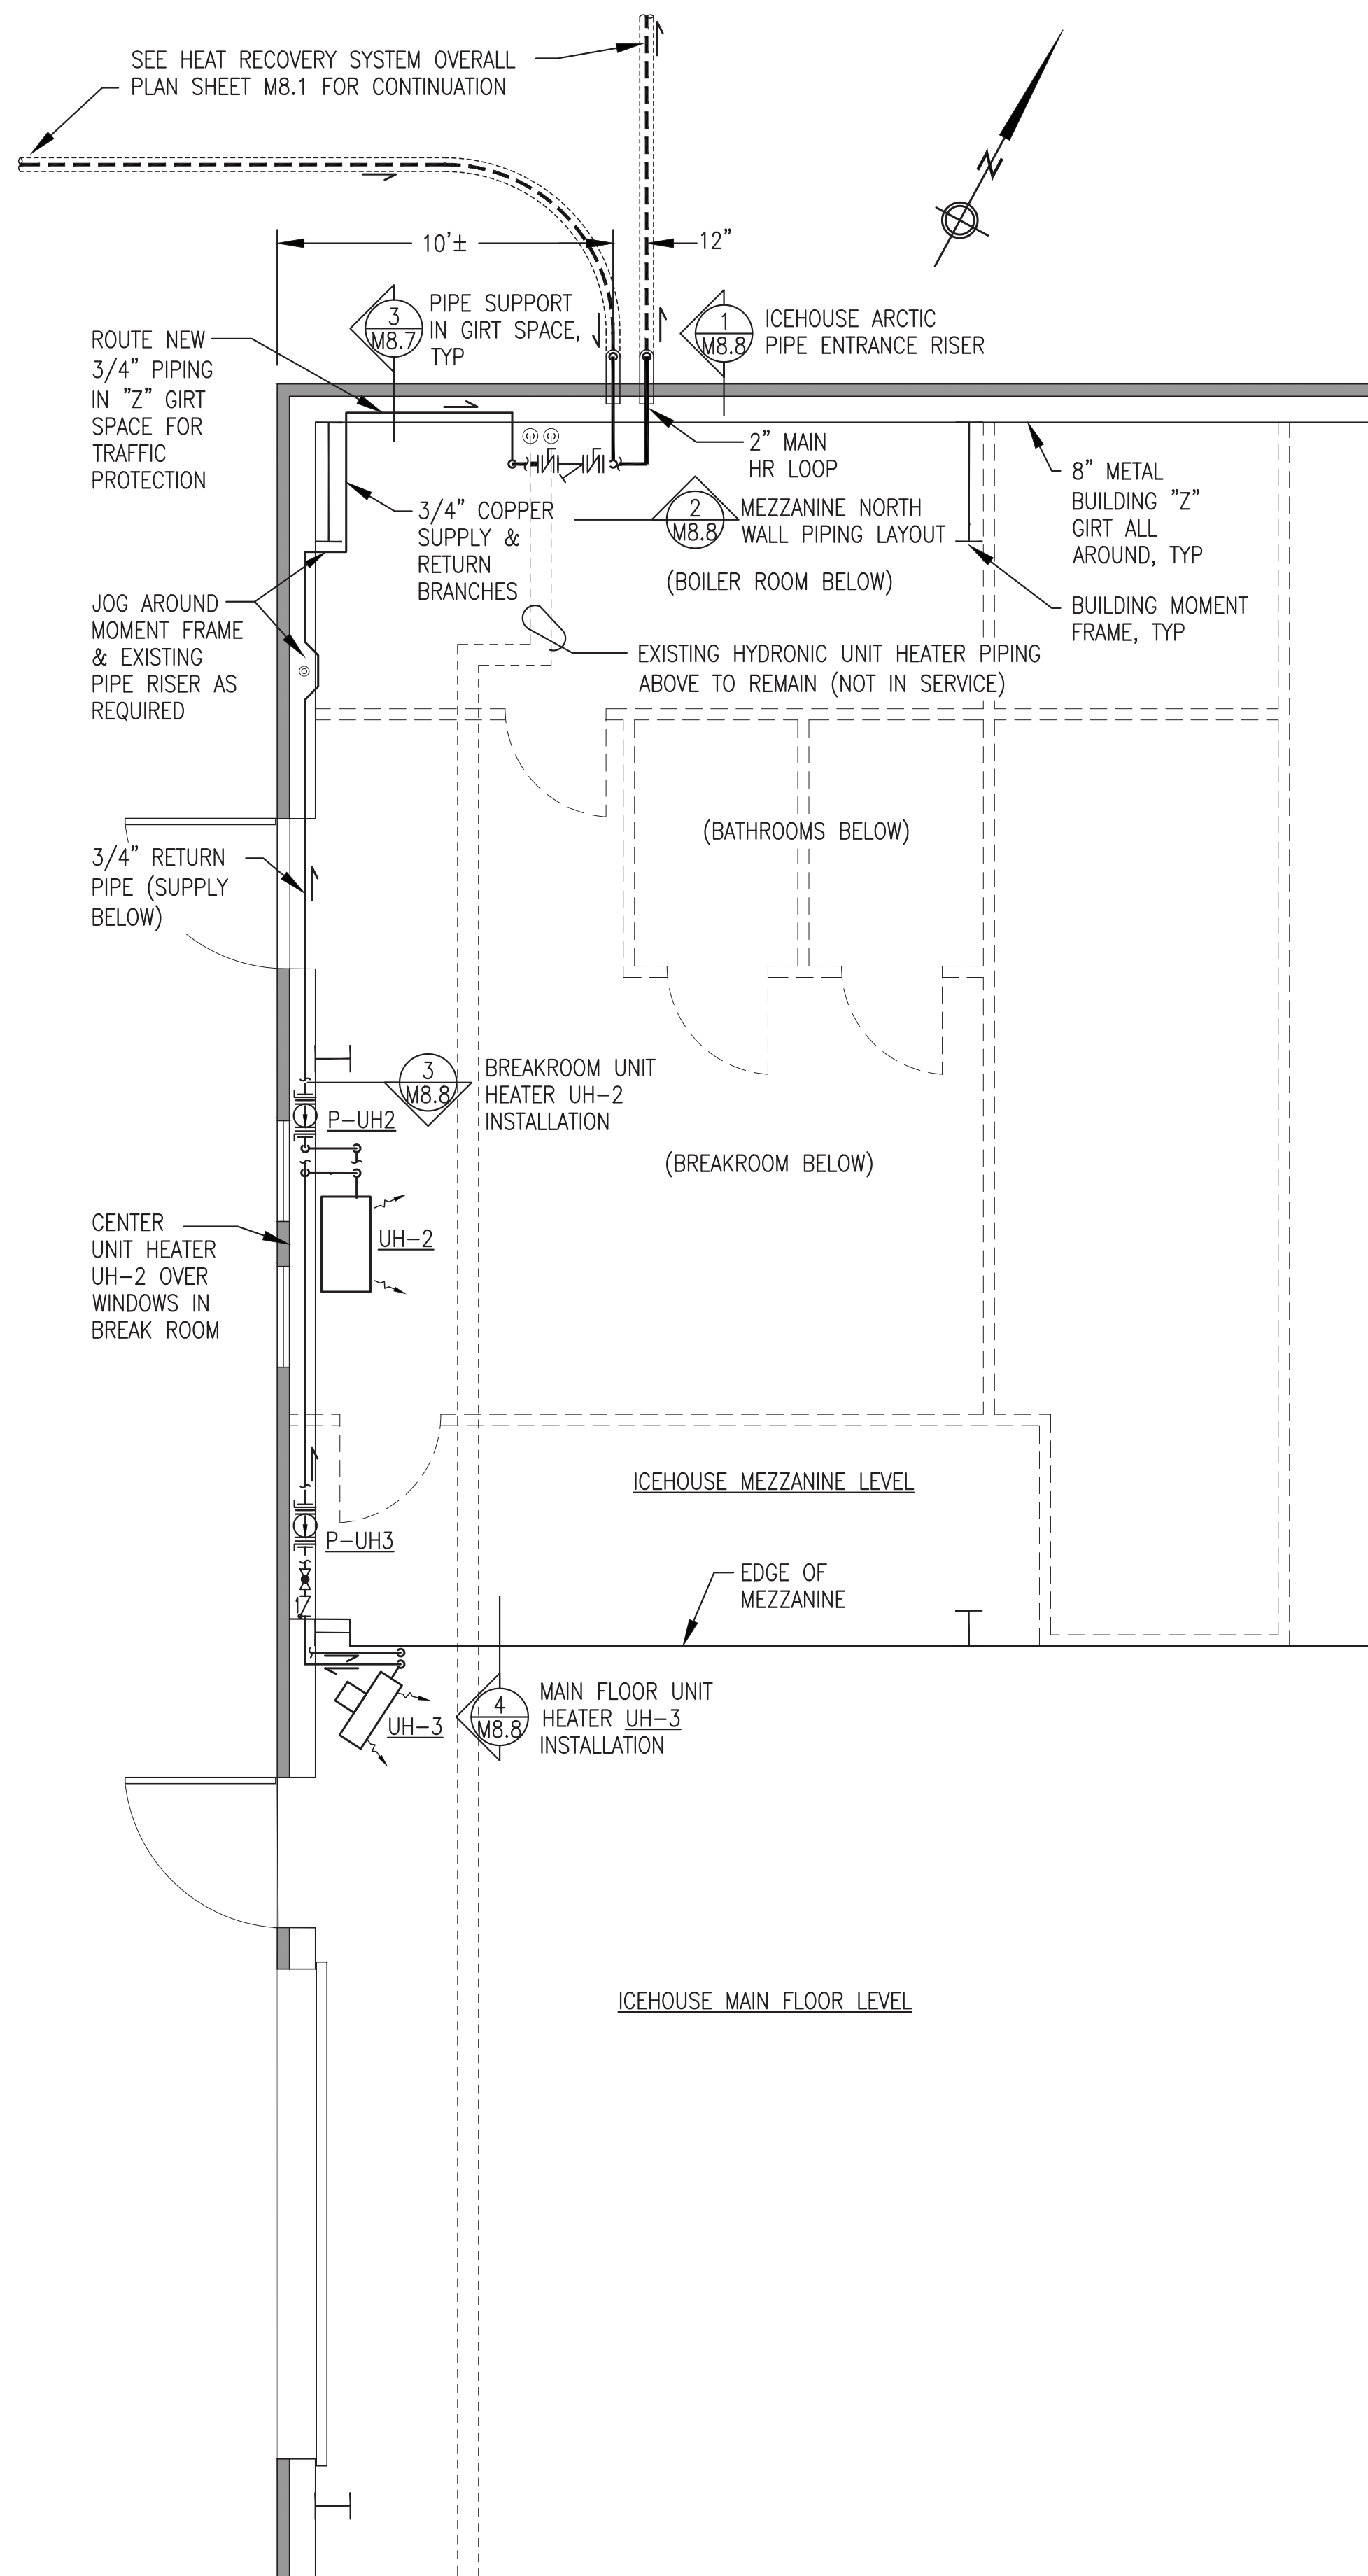 SEE HEAT RECOVERY SYSTEM OVERALL
PLAN SHEET M8.1 FOR CONTINUATION
N
10'±
12"
3
M8.7
PIPE SUPPORT
IN GIRT SPACE,
TYP
1
M8.8
ICEHOUSE ARCTIC
PIPE ENTRANCE RISER
ROUTE NEW
3/4" PIPING
IN "Z" GIRT
SPACE FOR
TRAFFIC
PROTECTION
2" MAIN
HR LOOP
8" METAL
BUILDING "Z"
GIRT ALL
AROUND, TYP
3/4" COPPER
SUPPLY &
RETURN
BRANCHES
2
M8.8
MEZZANINE NORTH
WALL PIPING LAYOUT
(BOILER ROOM BELOW)
BUILDING MOMENT
FRAME, TYP
JOG AROUND
MOMENT FRAME
& EXISTING
PIPE RISER AS
REQUIRED
EXISTING HYDRONIC UNIT HEATER PIPING
ABOVE TO REMAIN (NOT IN SERVICE)
(BATHROOMS BELOW)
3/4" RETURN
PIPE (SUPPLY
BELOW)
3
M8.8
BREAKROOM UNIT
HEATER UH-2
INSTALLATION
P-UH2
(BREAKROOM BELOW)
CENTER
UNIT HEATER
UH-2 OVER
WINDOWS IN
BREAK ROOM
UH-2
ICEHOUSE MEZZANINE LEVEL
P-UH3
EDGE OF
MEZZANINE
UH-3
4
M8.8
MAIN FLOOR UNIT
HEATER UH-3
INSTALLATION
ICEHOUSE MAIN FLOOR LEVEL